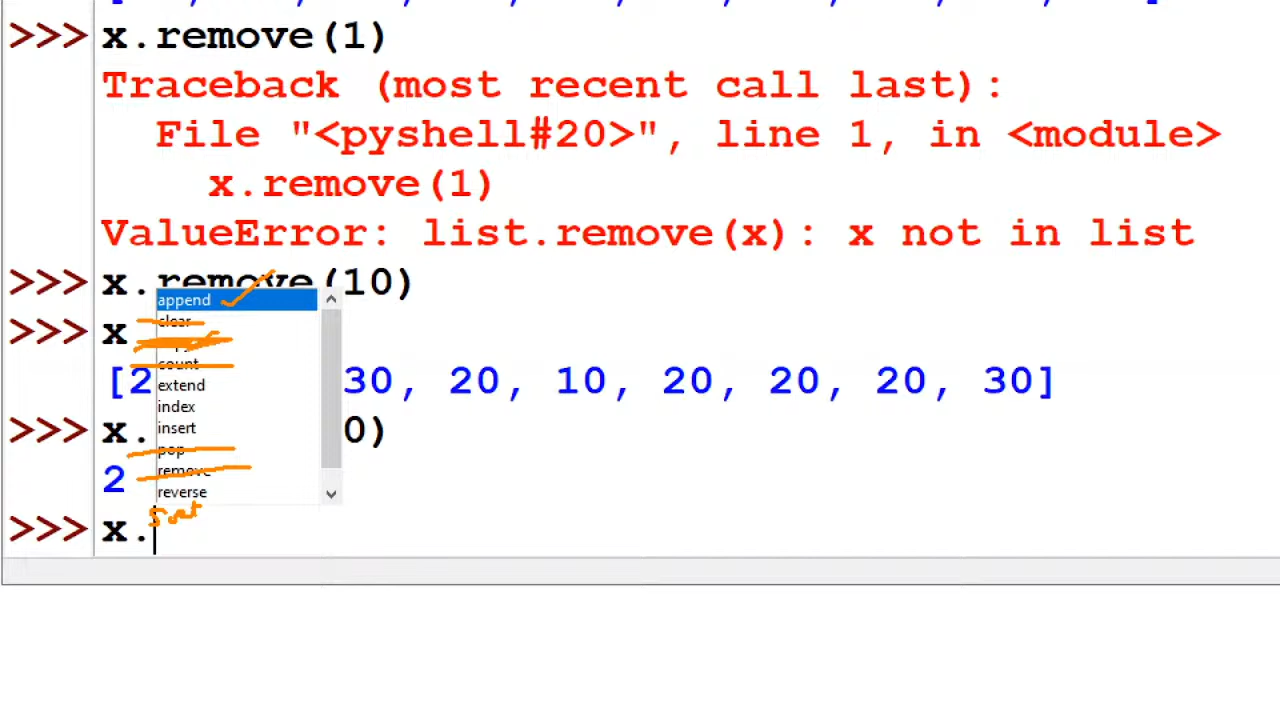 >>> x.remove(1)
Traceback (most recent call last):
File "<pyshell#20>", line 1, in <module>
x.remove(1)
ValueError: list.remove(x): x not in list
>>> x.remove(10)
append
clear
>>> x
count
[2 30, 20, 10, 20, 20, 20, 30]
extend
index
insert
>>> x. 0)
pop
remove
2
reverse
Sort
>>> x.